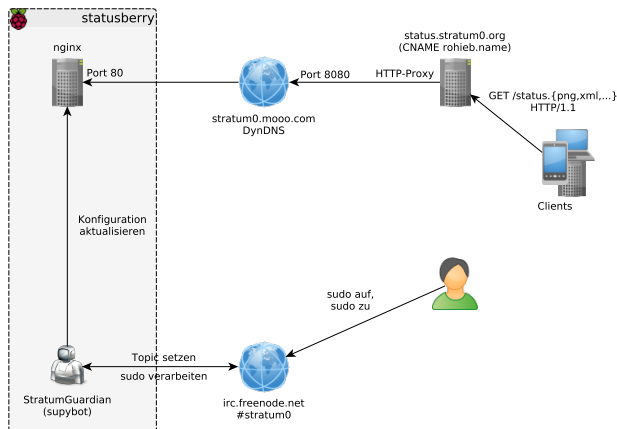 statusberry
nginx
status.stratum0.org
(CNAME rohieb.name)
Port 80
Port 8080
HTTP-Proxy
GET /status.{png,xml,...}
HTTP/1.1
stratum0.mooo.com
DynDNS
Clients
Konfiguration
aktualisieren
sudo auf,
sudo zu
Topic setzen
sudo verarbeiten
StratumGuardian
(supybot)
irc.freenode.net
#stratum0